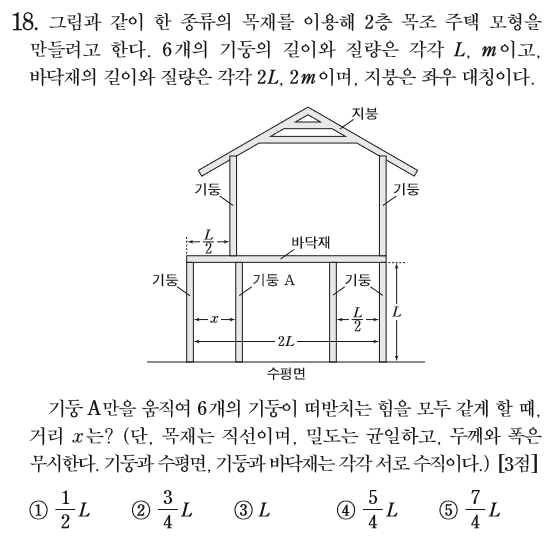 18. 그림과 같이 한 종류의 목재를 이용해 2층 목조 주택 모형을
만들려고 한다. 6개의 기둥의 길이와 질량은 각각 L, m이고,
바닥재의 길이와 질량은 각각 2L, 2m이며, 지붕은 좌우 대칭이다.
지붕
기둥
기둥
L/2
바닥재
기둥
기둥 A
기둥
x
L/2
L
2L
수평면
기둥 A만을 움직여 6개의 기둥이 떠받치는 힘을 모두 같게 할 때,
거리 x는? (단, 목재는 직선이며, 밀도는 균일하고, 두께와 폭은
무시한다. 기둥과 수평면, 기둥과 바닥재는 각각 서로 수직이다.) [3점]
① 1/2 L ② 3/4 L ③ L ④ 5/4 L ⑤ 7/4 L